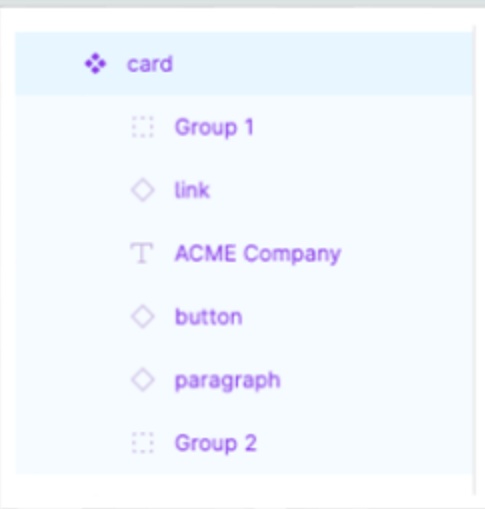 card
Group 1
link
ACME Company
button
paragraph
Group 2